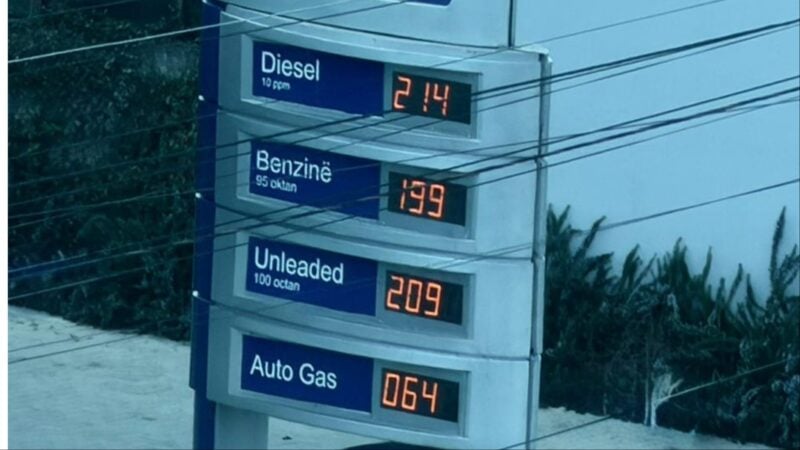 Diesel
10 ppm
214
Benzinë
95 oktan
199
Unleaded
100 octan
209
Auto Gas
064